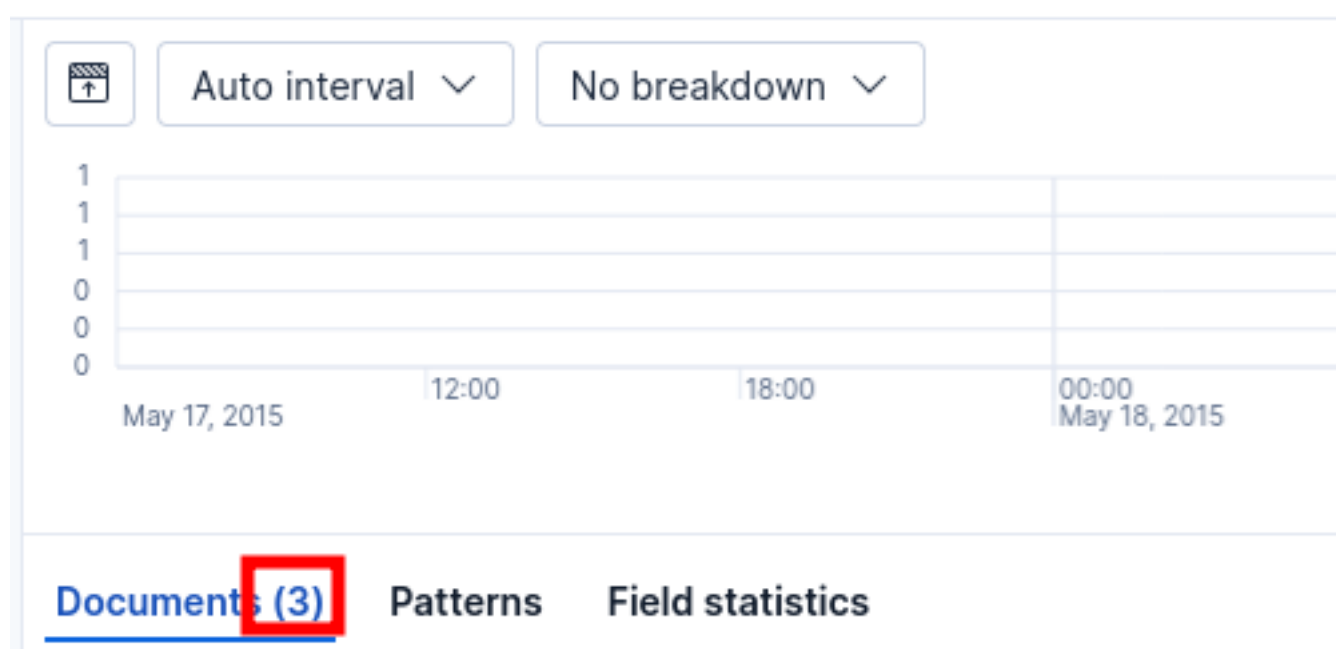 Auto interval No breakdown
1
1
1
0
0
0
12:00 18:00 00:00
May 17, 2015 May 18, 2015
Documents (3) Patterns Field statistics